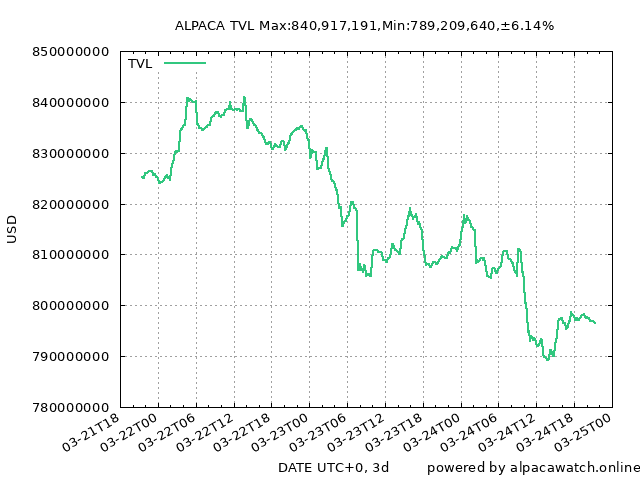 ALPACA TVL Max:840,917,191,Min:789,209,640,±6.14%
850000000
TVL
840000000
830000000
820000000
810000000
800000000
790000000
780000000
USD
03-21T18
03-22T00
03-22T06
03-22T12
03-22T18
03-23T00
03-23T06
03-23T12
03-23T18
03-24T00
03-24T06
03-24T12
03-24T18
03-25T00
DATE UTC+0, 3d
powered by alpacawatch.online